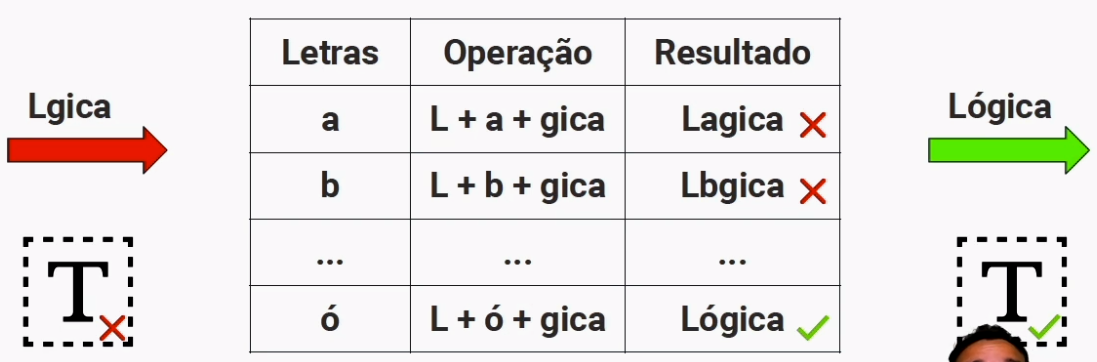 Letras Operação Resultado
Lgica
a L + a + gica Lagica
Lógica
b L + b + gica Lbgica
... ... ...
T
ó L + ó + gica Lógica
T